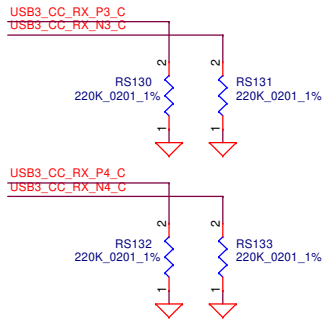 USB3_CC_RX_P3_C
USB3_CC_RX_N3_C
2 2
RS130 RS131
220K_0201_1% 220K_0201_1%
1 1
USB3_CC_RX_P4_C
USB3_CC_RX_N4_C
2 2
RS132 RS133
220K_0201_1% 220K_0201_1%
1 1